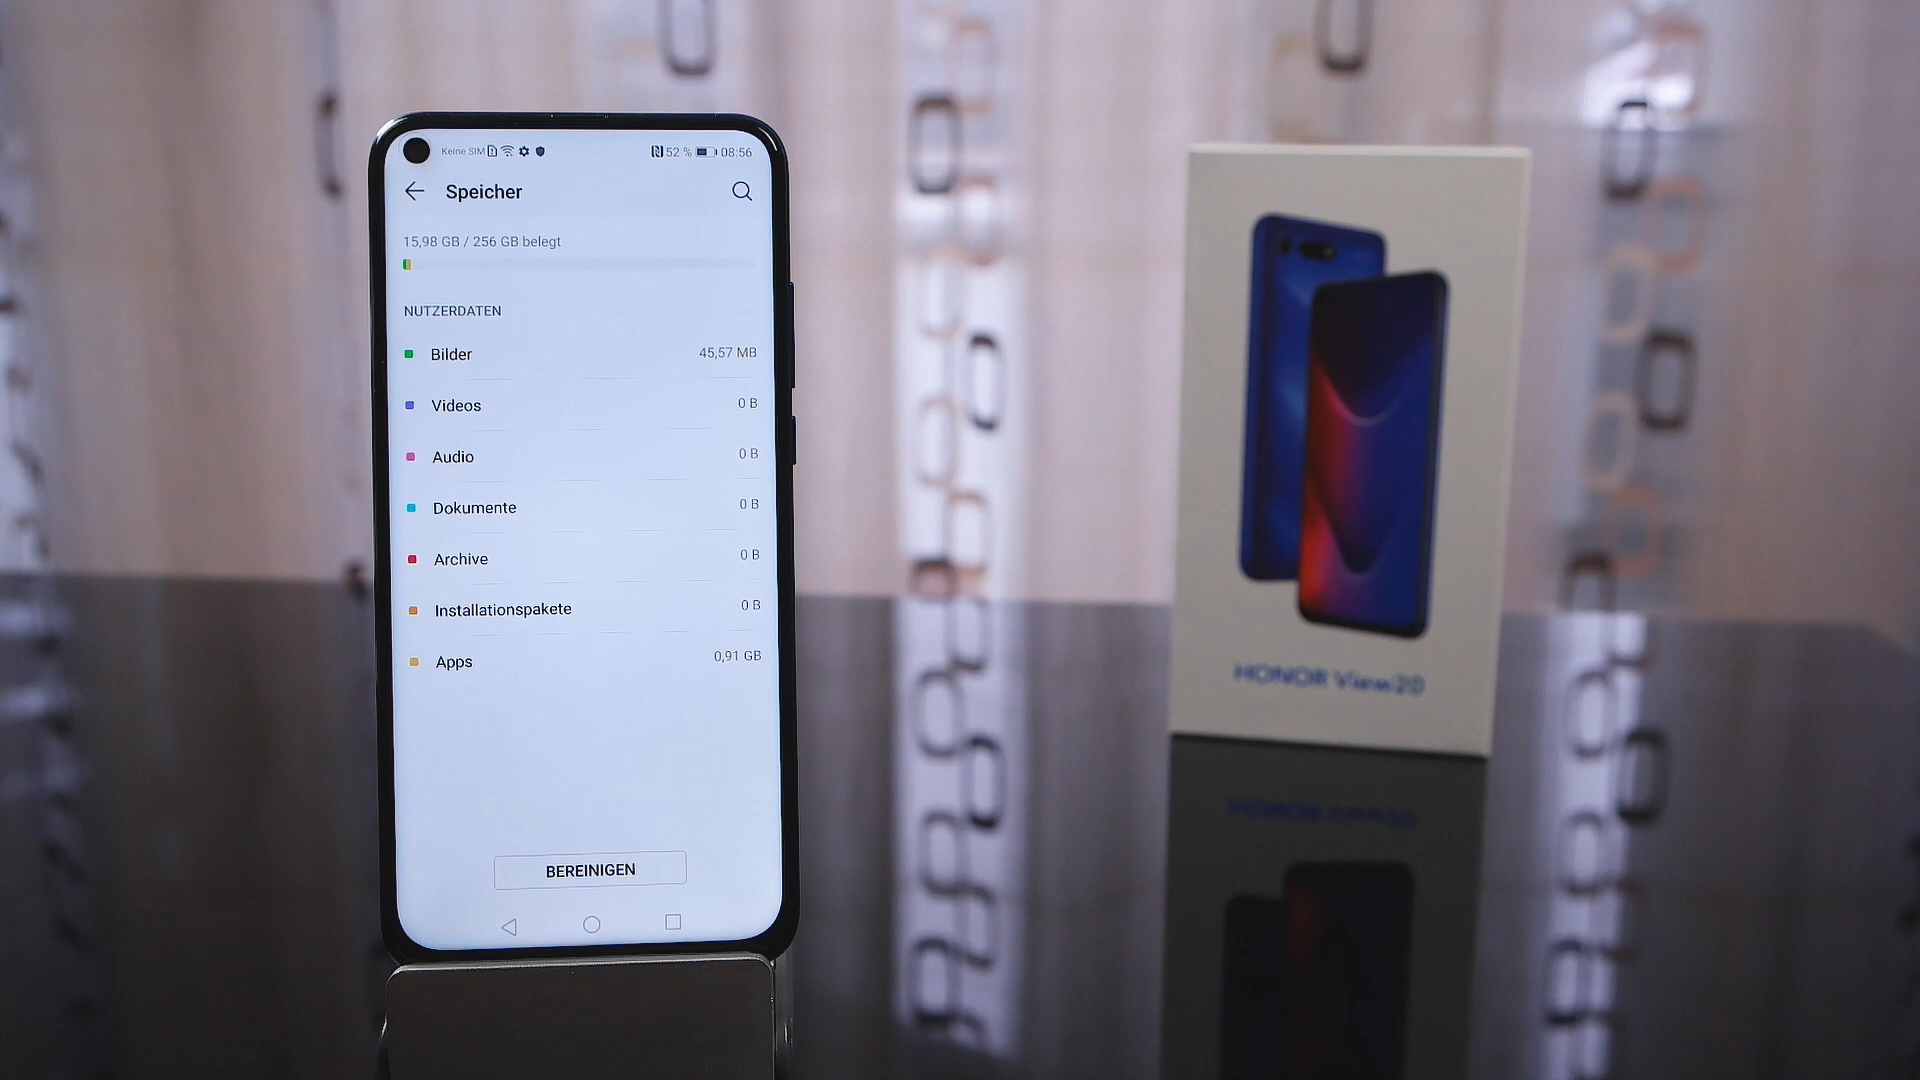 Keine SIM 52 % 08:56
Speicher
15,98 GB / 256 GB belegt
NUTZERDATEN
Bilder 45,57 MB
Videos 0 B
Audio 0 B
Dokumente 0 B
Archive 0 B
Installationspakete 0 B
Apps 0,91 GB
BEREINIGEN
HONOR View20